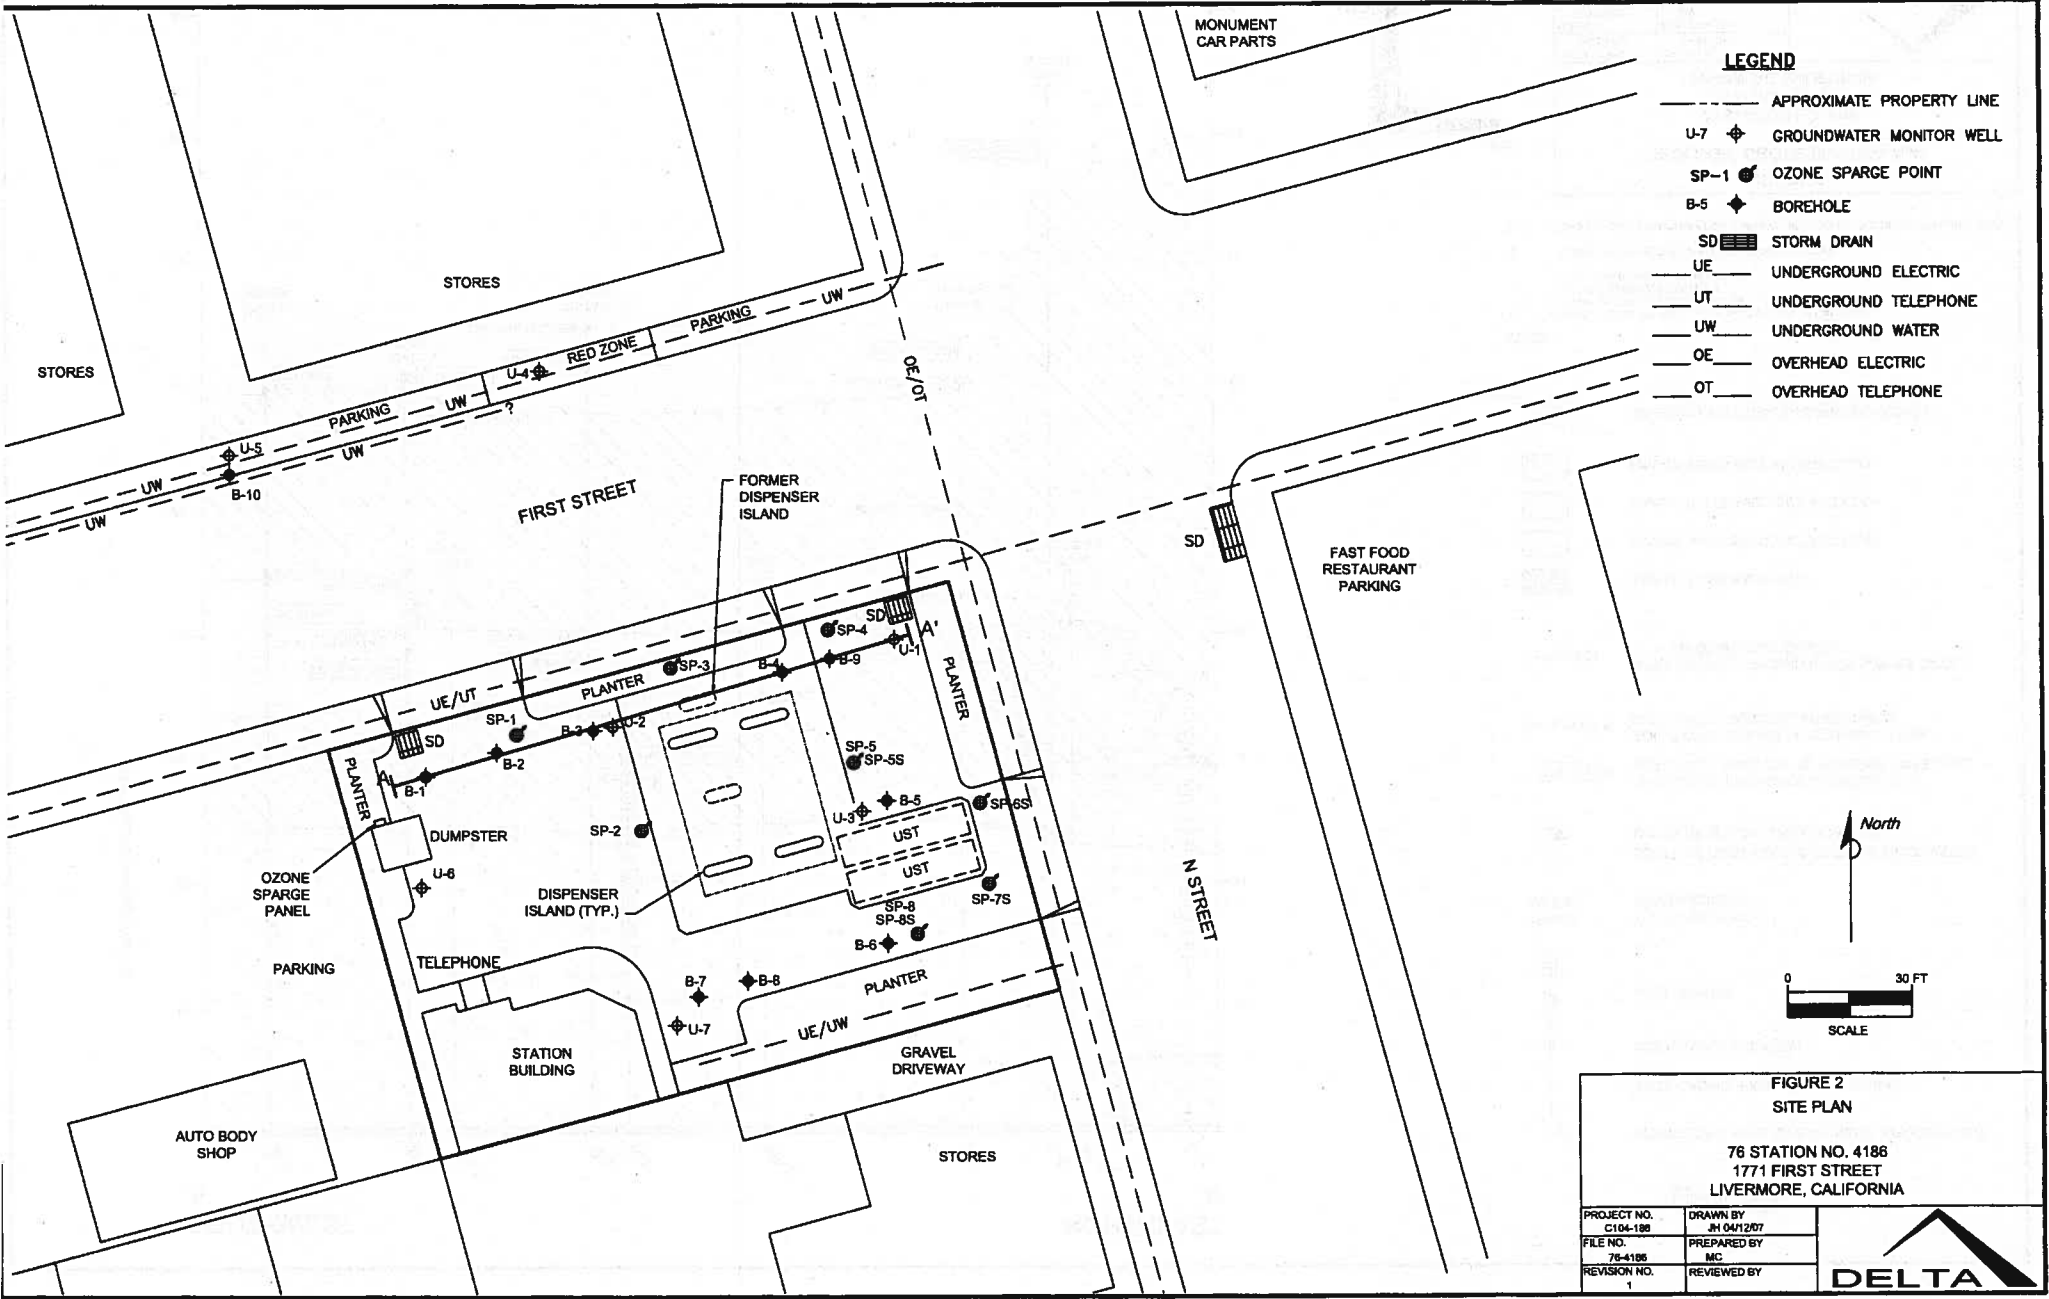 MONUMENT
CAR PARTS
LEGEND
APPROXIMATE PROPERTY LINE
U-7 GROUNDWATER MONITOR WELL
SP-1 OZONE SPARGE POINT
B-5 BOREHOLE
SD STORM DRAIN
UE UNDERGROUND ELECTRIC
UT UNDERGROUND TELEPHONE
UW UNDERGROUND WATER
OE OVERHEAD ELECTRIC
OT OVERHEAD TELEPHONE
STORES
STORES
UW
PARKING
RED ZONE
U-4
OE/OT
PARKING
UW
?
UW
U-5
B-10
UW
UW
FIRST STREET
FORMER
DISPENSER
ISLAND
SD
FAST FOOD
RESTAURANT
PARKING
SD
SP-4
A'
U-1
B-9
B-4
SP-3
PLANTER
PLANTER
UE/UT
SP-1
U-2
B-3
SD
B-2
PLANTER
A
B-1
SP-5
SP-5S
B-5
SP-6S
U-3
UST
UST
SP-2
DUMPSTER
U-6
OZONE
SPARGE
PANEL
DISPENSER
ISLAND (TYP.)
SP-7S
SP-8
SP-8S
B-6
N STREET
North
TELEPHONE
PARKING
B-7
B-8
PLANTER
0 30 FT
SCALE
U-7
UE/UW
STATION
BUILDING
GRAVEL
DRIVEWAY
AUTO BODY
SHOP
STORES
FIGURE 2
SITE PLAN
76 STATION NO. 4186
1771 FIRST STREET
LIVERMORE, CALIFORNIA
PROJECT NO.
C104-186
DRAWN BY
JH 04/12/07
FILE NO.
76-4186
PREPARED BY
MC
REVISION NO.
1
REVIEWED BY
DELTA